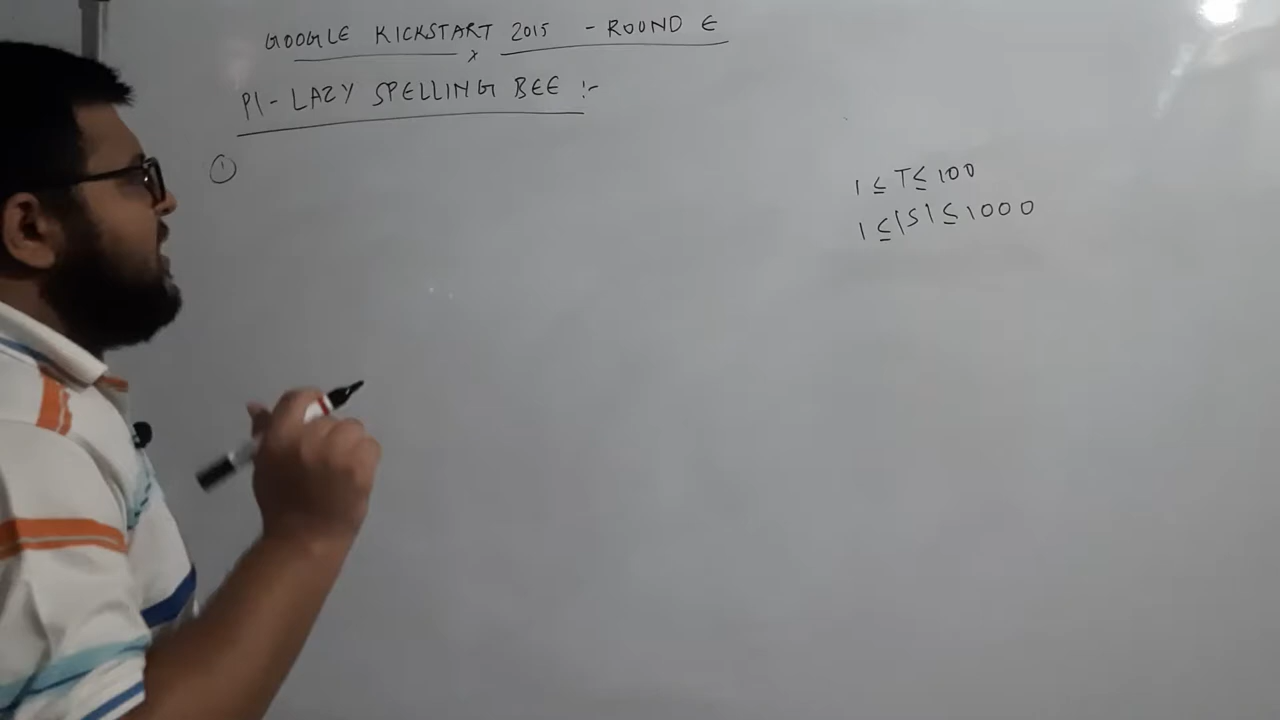 GOOGLE KICKSTART 2015 - ROUND E
x
P1 - LAZY SPELLING BEE :-
①
1 ≤ T ≤ 100
1 ≤ |S| ≤ 1000